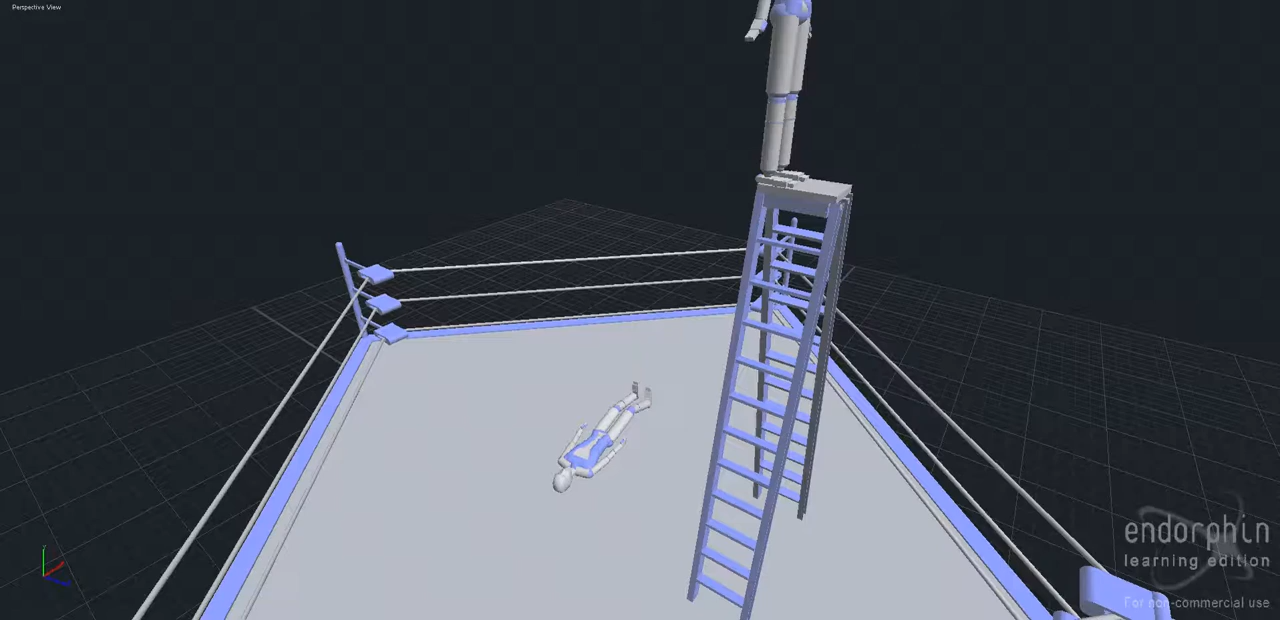 Perspective View
endorphin
learning edition
For non-commercial use